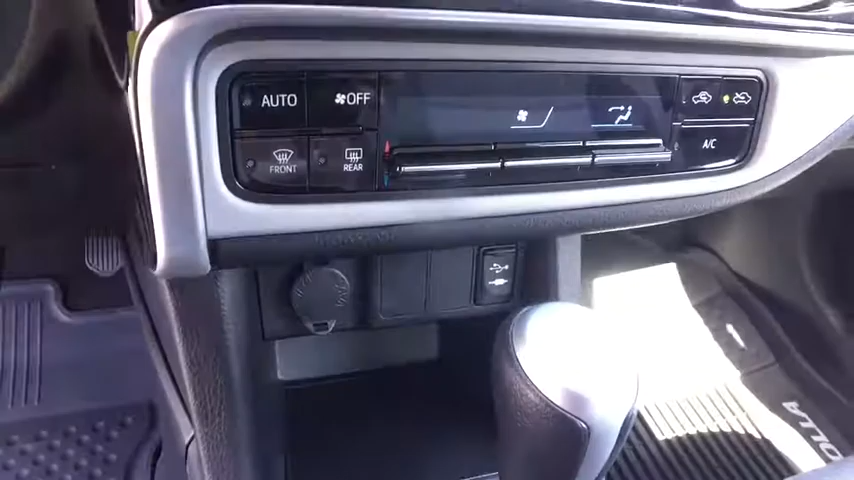 AUTO
OFF
FRONT
REAR
A/C
OLLA